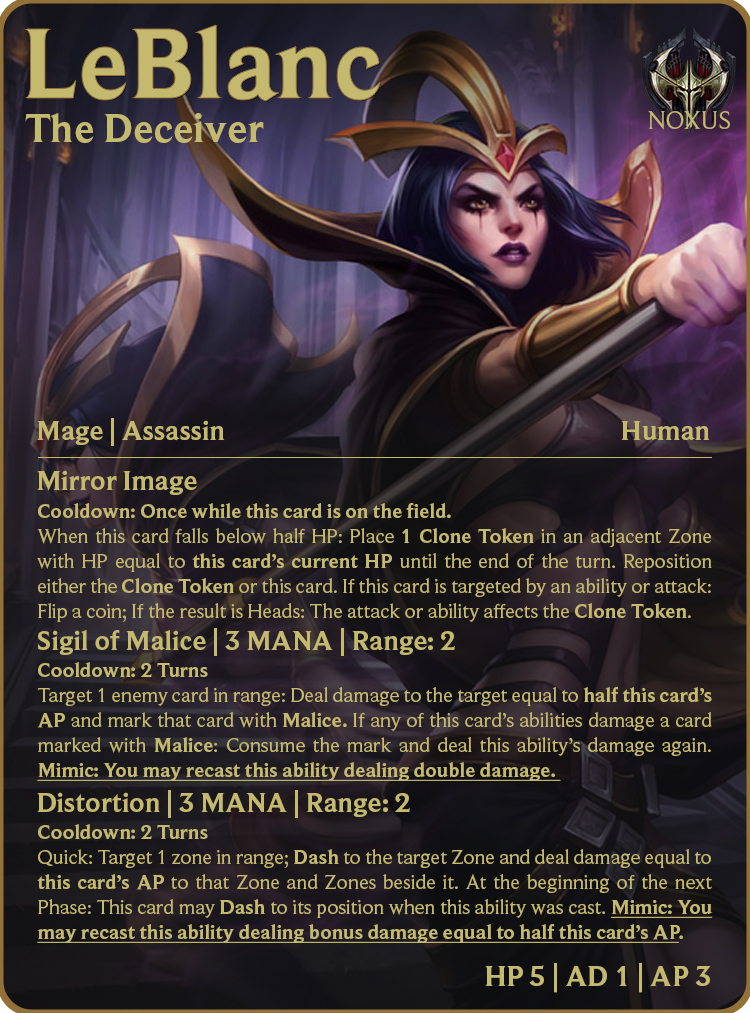 LeBlanc
The Deceiver
NOXUS
Mage | Assassin
Human
Mirror Image
Cooldown: Once while this card is on the field.
When this card falls below half HP: Place 1 Clone Token in an adjacent Zone
with HP equal to this card's current HP until the end of the turn. Reposition
either the Clone Token or this card. If this card is targeted by an ability or attack:
Flip a coin; If the result is Heads: The attack or ability affects the Clone Token.
Sigil of Malice | 3 MANA | Range: 2
Cooldown: 2 Turns
Target 1 enemy card in range: Deal damage to the target equal to half this card's
AP and mark that card with Malice. If any of this card's abilities damage a card
marked with Malice: Consume the mark and deal this ability's damage again.
Mimic: You may recast this ability dealing double damage.
Distortion | 3 MANA | Range: 2
Cooldown: 2 Turns
Quick: Target 1 zone in range; Dash to the target Zone and deal damage equal to
this card's AP to that Zone and Zones beside it. At the beginning of the next
Phase: This card may Dash to its position when this ability was cast. Mimic: You
may recast this ability dealing bonus damage equal to half this card's AP.
HP 5 | AD 1 | AP 3